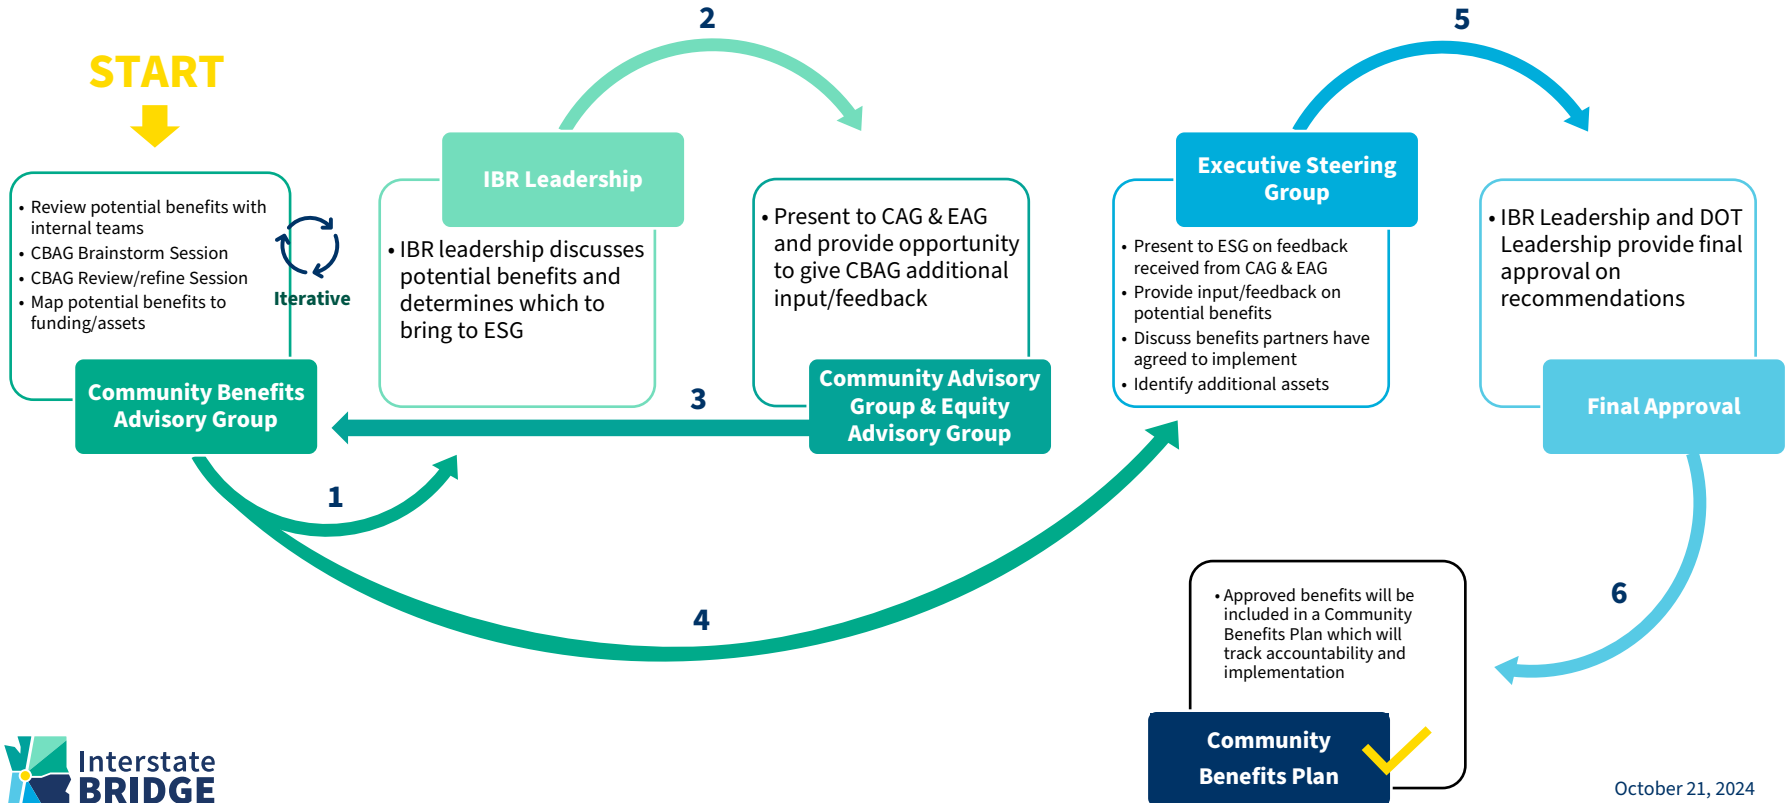 START
• Review potential benefits with
internal teams
• CBAG Brainstorm Session
• CBAG Review/refine Session
• Map potential benefits to
funding/assets
Iterative
Community Benefits
Advisory Group
1
IBR Leadership
• IBR leadership discusses
potential benefits and
determines which to
bring to ESG
2
• Present to CAG & EAG
and provide opportunity
to give CBAG additional
input/feedback
Community Advisory
Group & Equity
Advisory Group
3
4
Executive Steering
Group
• Present to ESG on feedback
received from CAG & EAG
• Provide input/feedback on
potential benefits
• Discuss benefits partners have
agreed to implement
• Identify additional assets
5
• IBR Leadership and DOT
Leadership provide final
approval on
recommendations
Final Approval
6
• Approved benefits will be
included in a Community
Benefits Plan which will
track accountability and
implementation
Community
Benefits Plan
Interstate
BRIDGE
October 21, 2024